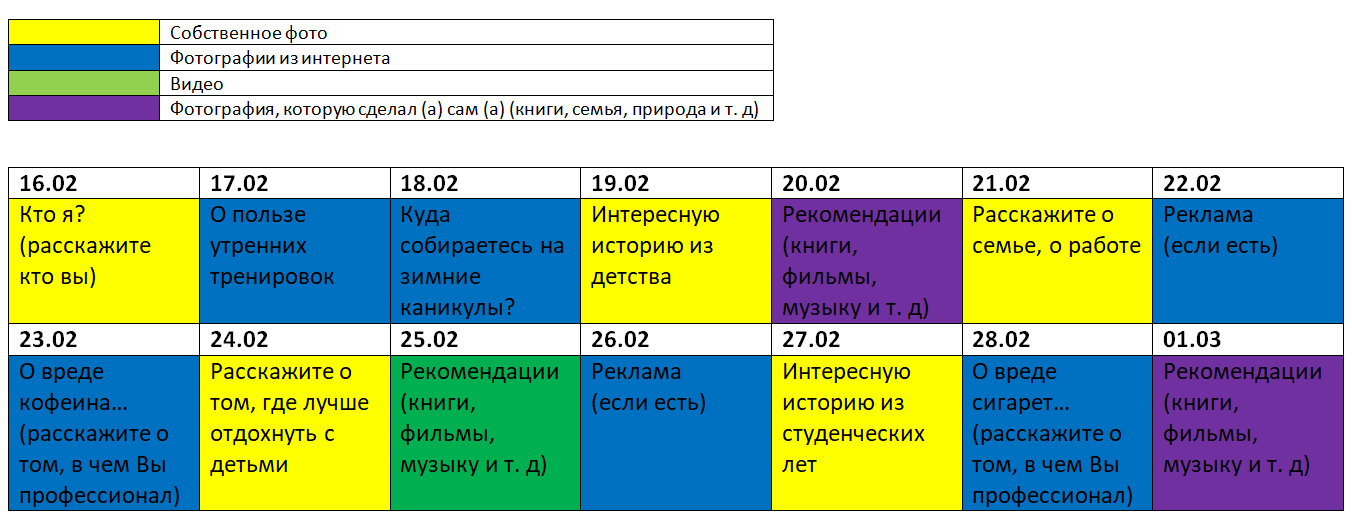 Собственное фото
Фотографии из интернета
Видео
Фотография, которую сделал (а) сам (а) (книги, семья, природа и т. д)
16.02
17.02
18.02
19.02
20.02
21.02
22.02
Кто я?
(расскажите
кто вы)
О пользе
утренних
тренировок
Куда
собираетесь на
зимние
каникулы?
Интересную
историю из
детства
Рекомендации
(книги,
фильмы,
музыку и т. д)
Расскажите о
семье, о работе
Реклама
(если есть)
23.02
24.02
25.02
26.02
27.02
28.02
01.03
О вреде
кофеина…
(расскажите о
том, в чем Вы
профессионал)
Расскажите о
том, где лучше
отдохнуть с
детьми
Рекомендации
(книги,
фильмы,
музыку и т. д)
Реклама
(если есть)
Интересную
историю из
студенческих
лет
О вреде
сигарет…
(расскажите о
том, в чем Вы
профессионал)
Рекомендации
(книги,
фильмы,
музыку и т. д)